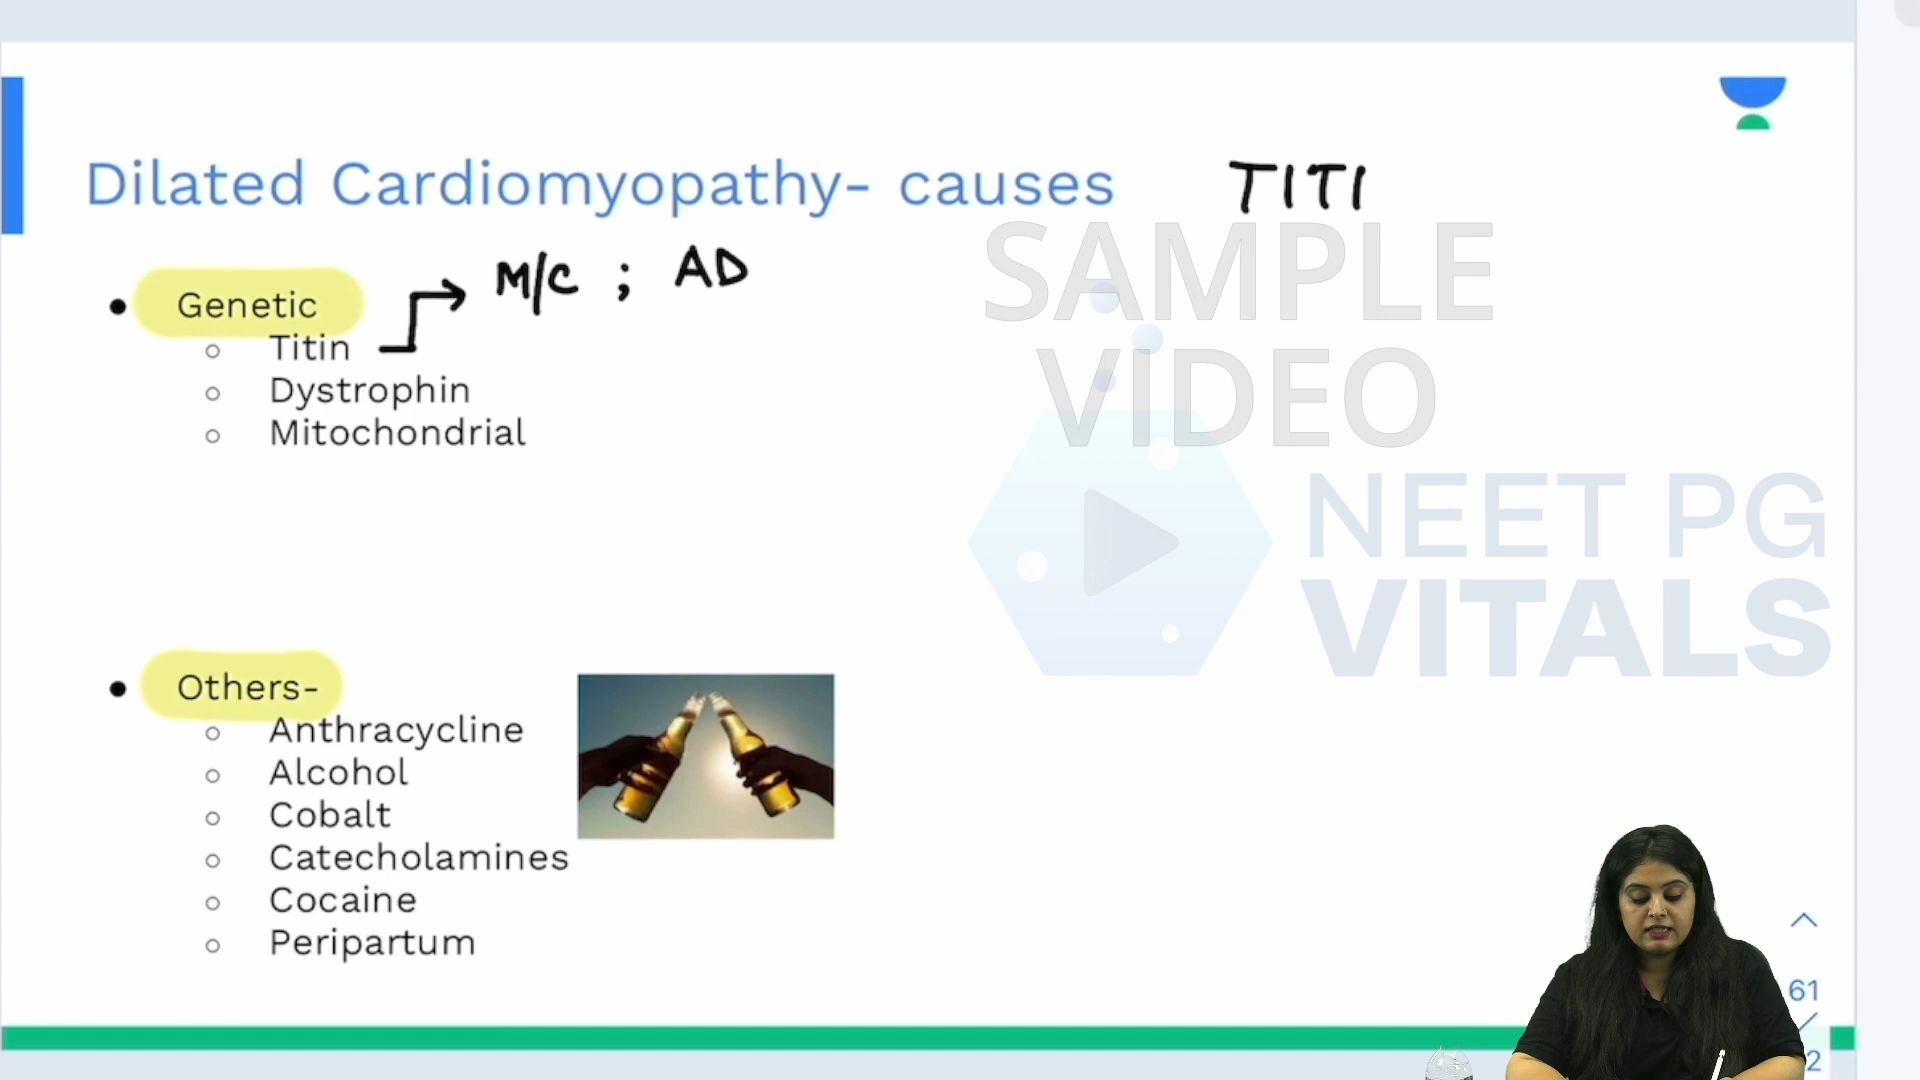 Dilated Cardiomyopathy- causes TITI
M/C ; AD
Genetic
Titin
Dystrophin
Mitochondrial
SAMPLE
VIDEO
NEET PG
VITALS
Others-
Anthracycline
Alcohol
Cobalt
Catecholamines
Cocaine
Peripartum
61
/
2